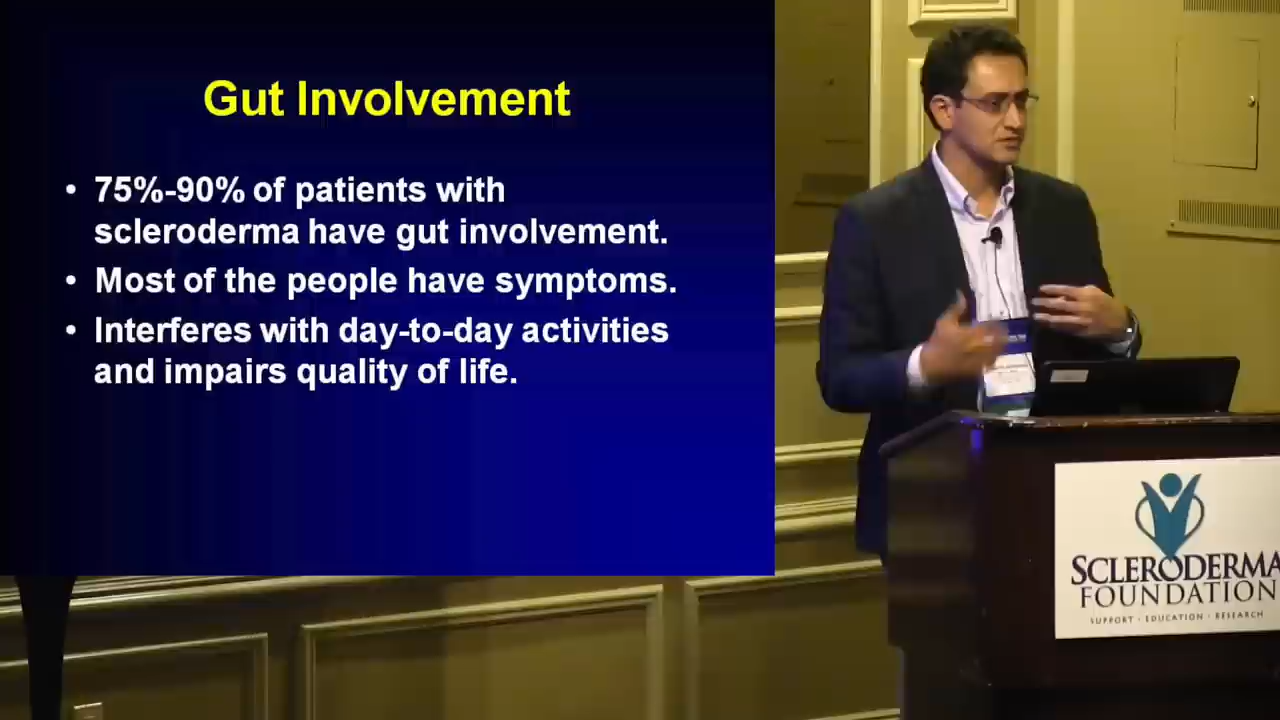 Gut Involvement
• 75%-90% of patients with
scleroderma have gut involvement.
• Most of the people have symptoms.
• Interferes with day-to-day activities
and impairs quality of life.
SCLERODERMA
FOUNDATION
SUPPORT · EDUCATION · RESEARCH